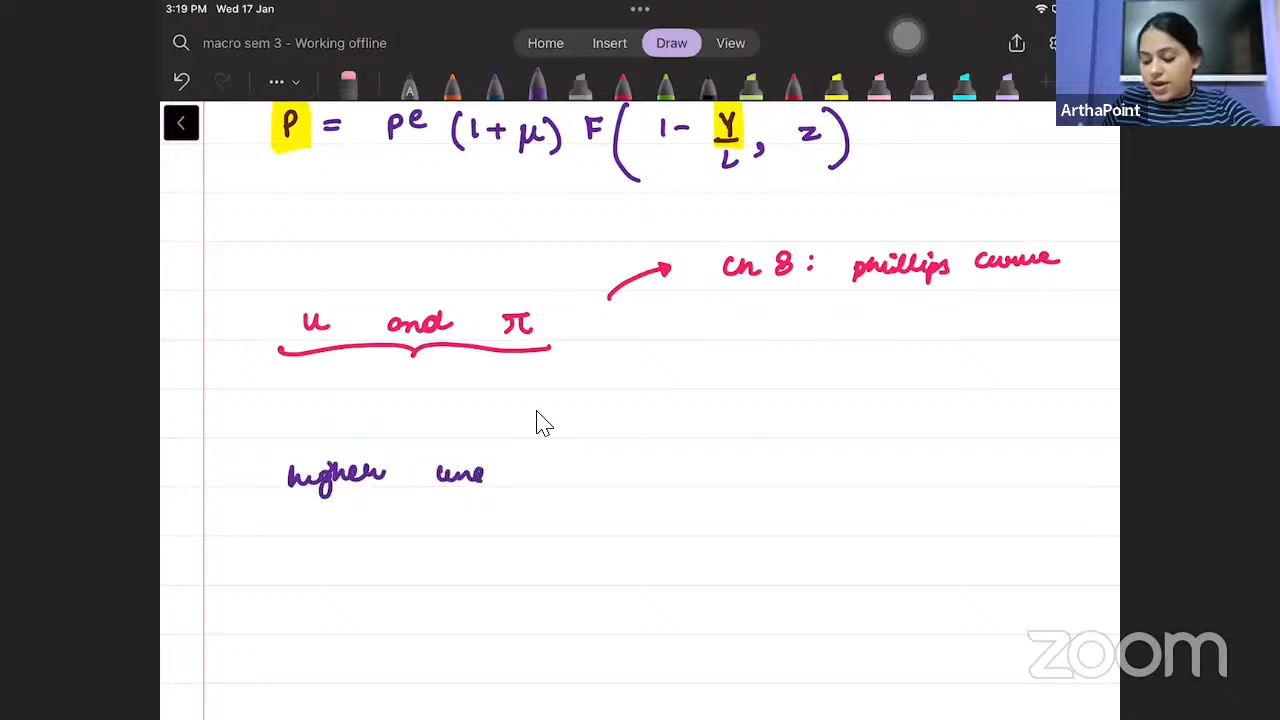 3:19 PM Wed 17 Jan
macro sem 3 - Working offline
Home Insert Draw View
A
ArthaPoint
P = pe (1 + μ) F ( 1 - Y/L, z )
Ch 8 : phillips curve
u and π
higher une
zoom